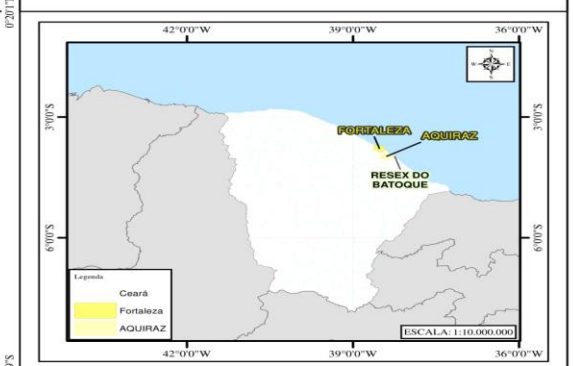 42°0'0"W 39°0'0"W 36°0'0"W
N
W E
S
3°0'0"S 3°0'0"S
FORTALEZA
AQUIRAZ
RESEX DO
BATOQUE
6°0'0"S 6°0'0"S
Legenda
Ceará
Fortaleza
AQUIRAZ
ESCALA: 1:10.000.000
42°0'0"W 39°0'0"W 36°0'0"W